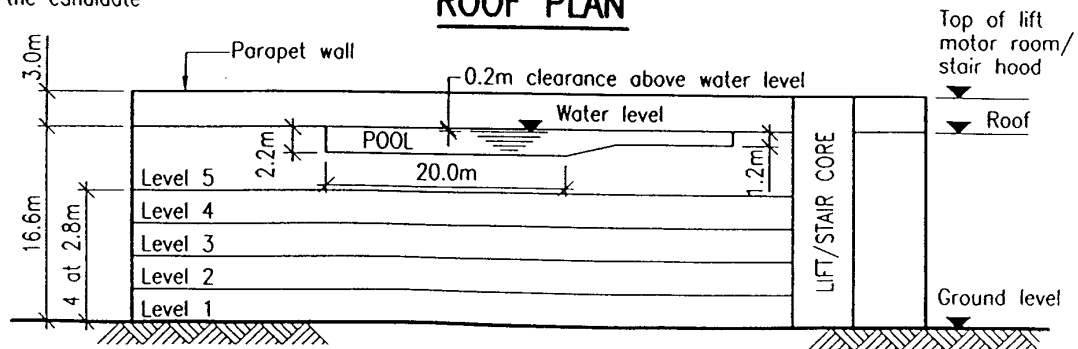 the candidate
ROOF PLAN
Top of lift
motor room/
stair hood
Parapet wall
3.0m
0.2m clearance above water level
Water level
Roof
POOL
2.2m
1.2m
20.0m
Level 5
Level 4
Level 3
Level 2
Level 1
16.6m
4 at 2.8m
LIFT/STAIR CORE
Ground level